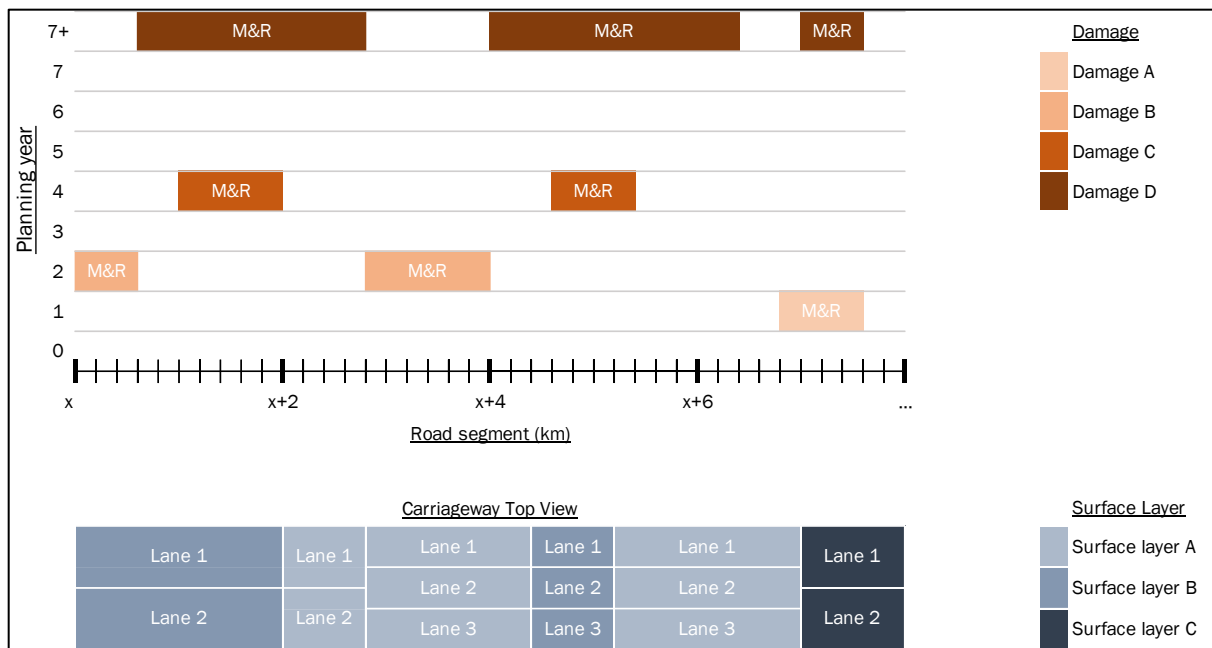 7+ M&R M&R M&R
7
6
5
4 M&R M&R
3
2 M&R M&R
1 M&R
0
Planning year
x x+2 x+4 x+6 ...
Road segment (km)
Damage
Damage A
Damage B
Damage C
Damage D
Carriageway Top View
Lane 1 Lane 1 Lane 1 Lane 1 Lane 1 Lane 1
Lane 2 Lane 2 Lane 2
Lane 2 Lane 2 Lane 3 Lane 3 Lane 3 Lane 2
Surface Layer
Surface layer A
Surface layer B
Surface layer C